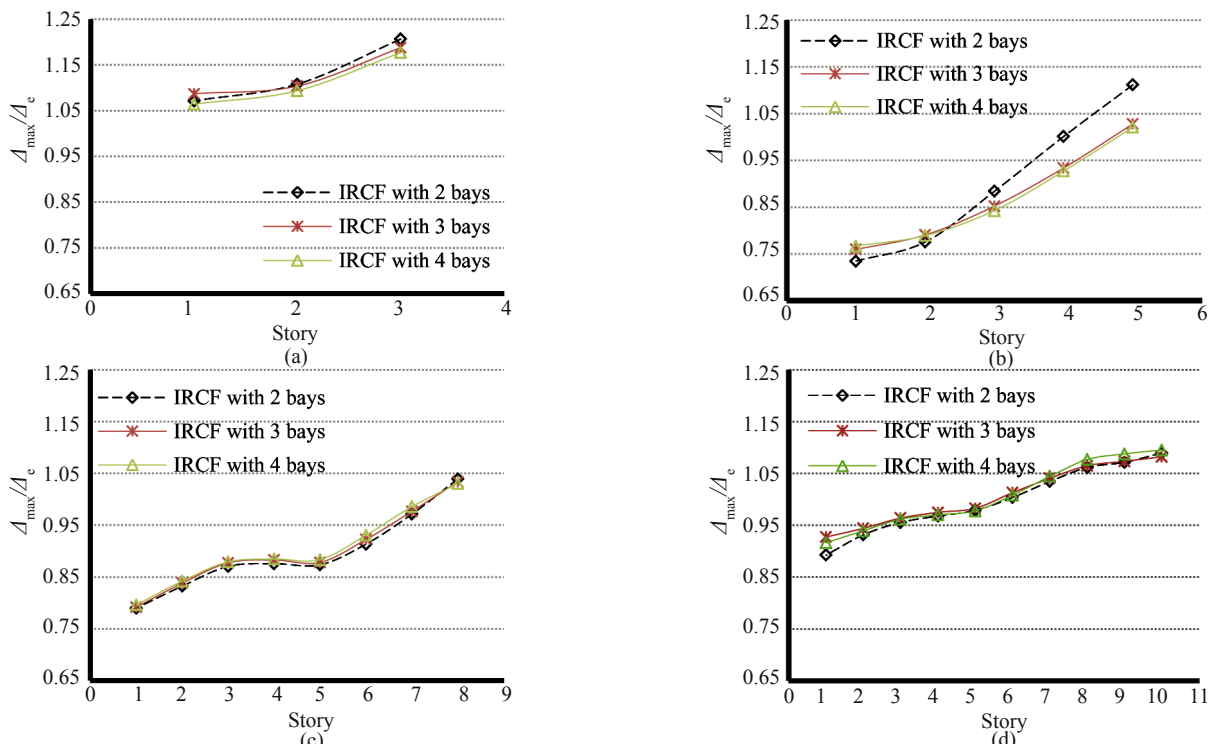 1.25
1.15
1.05
0.95
0.85
0.75
0.65
Δmax/Δe
IRCF with 2 bays
IRCF with 3 bays
IRCF with 4 bays
0 1 2 3 4
Story
(a)
1.25
1.15
1.05
0.95
0.85
0.75
0.65
Δmax/Δe
IRCF with 2 bays
IRCF with 3 bays
IRCF with 4 bays
0 1 2 3 4 5 6
Story
(b)
1.25
1.15
1.05
0.95
0.85
0.75
0.65
Δmax/Δe
IRCF with 2 bays
IRCF with 3 bays
IRCF with 4 bays
0 1 2 3 4 5 6 7 8 9
Story
(c)
1.25
1.15
1.05
0.95
0.85
0.75
0.65
Δmax/Δe
IRCF with 2 bays
IRCF with 3 bays
IRCF with 4 bays
0 1 2 3 4 5 6 7 8 9 10 11
Story
(d)